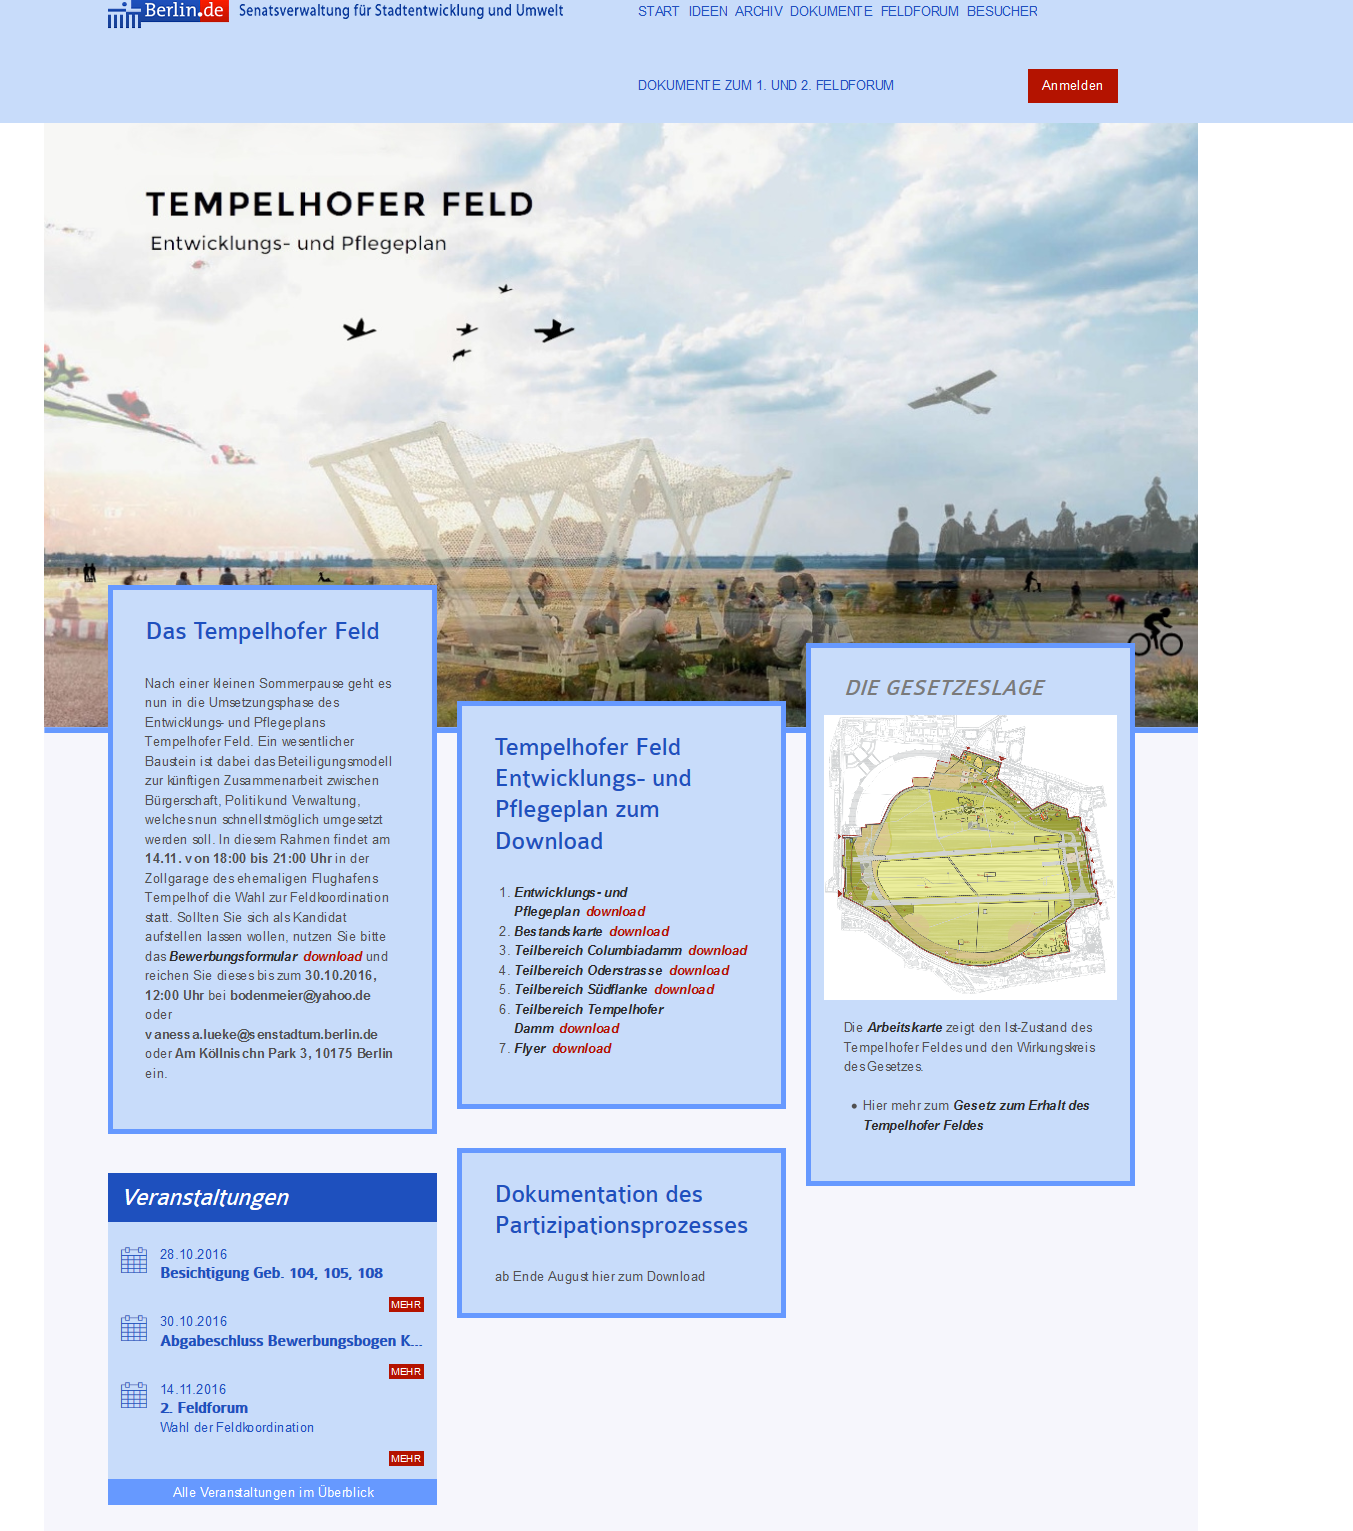 Berlin.de Senatsverwaltung für Stadtentwicklung und Umwelt
START IDEEN ARCHIV DOKUMENTE FELDFORUM BESUCHER
DOKUMENTE ZUM 1. UND 2. FELDFORUM
Anmelden
TEMPELHOFER FELD
Entwicklungs- und Pflegeplan
Das Tempelhofer Feld
Nach einer kleinen Sommerpause geht es
nun in die Umsetzungsphase des
Entwicklungs- und Pflegeplans
Tempelhofer Feld. Ein wesentlicher
Baustein ist dabei das Beteiligungsmodell
zur künftigen Zusammenarbeit zwischen
Bürgerschaft, Politik und Verwaltung,
welches nun schnellstmöglich umgesetzt
werden soll. In diesem Rahmen findet am
14.11. von 18:00 bis 21:00 Uhr in der
Zollgarage des ehemaligen Flughafens
Tempelhof die Wahl zur Feldkoordination
statt. Sollten Sie sich als Kandidat
aufstellen lassen wollen, nutzen Sie bitte
das Bewerbungsformular download und
reichen Sie dieses bis zum 30.10.2016,
12:00 Uhr bei bodenmeier@yahoo.de
oder
vanessa.lueke@senstadtum.berlin.de
oder Am Köllnischn Park 3, 10175 Berlin
ein.
Veranstaltungen
28.10.2016
Besichtigung Geb. 104, 105, 108
MEHR
30.10.2016
Abgabeschluss Bewerbungsbogen K...
MEHR
14.11.2016
2. Feldforum
Wahl der Feldkoordination
MEHR
Alle Veranstaltungen im Überblick
Tempelhofer Feld
Entwicklungs- und
Pflegeplan zum
Download
1. Entwicklungs- und
Pflegeplan download
2. Bestandskarte download
3. Teilbereich Columbiadamm download
4. Teilbereich Oderstrasse download
5. Teilbereich Südflanke download
6. Teilbereich Tempelhofer
Damm download
7. Flyer download
Dokumentation des
Partizipationsprozesses
ab Ende August hier zum Download
DIE GESETZESLAGE
Die Arbeitskarte zeigt den Ist-Zustand des
Tempelhofer Feldes und den Wirkungskreis
des Gesetzes.
• Hier mehr zum Gesetz zum Erhalt des
Tempelhofer Feldes